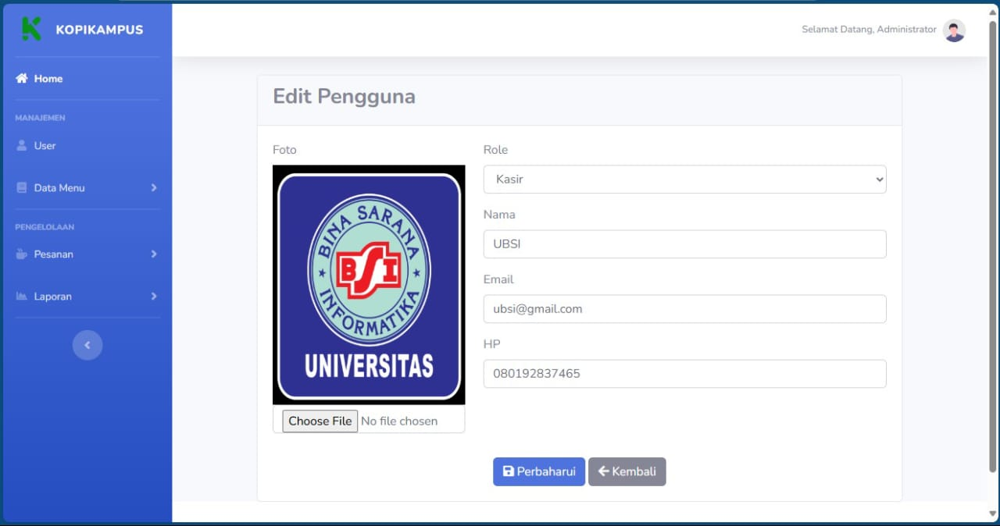 KOPIKAMPUS
Selamat Datang, Administrator
Home
MANAJEMEN
User
Data Menu
PENGELOLAAN
Pesanan
Laporan
Edit Pengguna
Foto
BINA SARANA
BSI
INFORMATIKA
UNIVERSITAS
Choose File No file chosen
Role
Kasir
Nama
UBSI
Email
ubsi@gmail.com
HP
080192837465
Perbaharui
Kembali